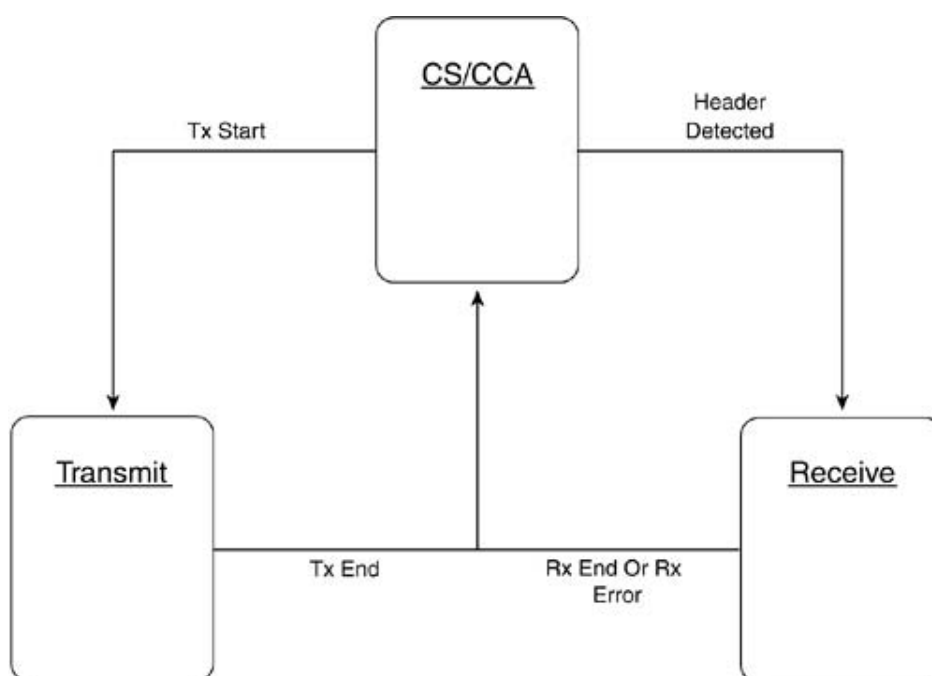 CS/CCA
Tx Start
Header
Detected
Transmit
Receive
Tx End
Rx End Or Rx
Error